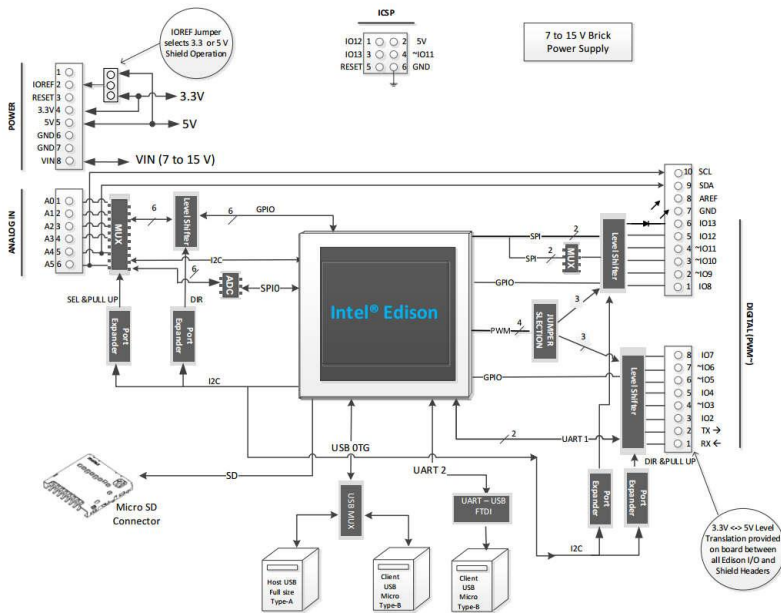 IOREF Jumper
selects 3.3 or 5 V
Shield Operation
ICSP
IO12 1 2 5V
IO13 3 4 ~IO11
RESET 5 6 GND
7 to 15 V Brick
Power Supply
POWER
1
IOREF 2
RESET 3
3.3V 4
5V 5
GND 6
GND 7
VIN 8
3.3V
5V
VIN (7 to 15 V)
ANALOG IN
A0 1
A1 2
A2 3
A3 4
A4 5
A5 6
MUX
6
Level Shifter
6
GPIO
I2C
6
ADC
SPI0
SEL &PULL UP
DIR
Port
Expander
Port
Expander
I2C
Intel® Edison
SPI
2
SPI
2
MUX
Level Shifter
GPIO
PWM
4
JUMPER
SLECTION
3
3
GPIO
Level Shifter
10 SCL
9 SDA
8 AREF
7 GND
6 IO13
5 IO12
4 ~IO11
3 ~IO10
2 ~IO9
1 IO8
DIGITAL (PWM~)
8 IO7
7 ~IO6
6 ~IO5
5 IO4
4 ~IO3
3 IO2
2 TX →
1 RX ←
2
UART 1
DIR &PULL UP
USB OTG
UART 2
SD
Micro SD
Connector
USB MUX
UART – USB
FTDI
Port
Expander
Port
Expander
I2C
Host USB
Full size
Type-A
Client
USB
Micro
Type-B
Client
USB
Micro
Type-B
3.3V <-> 5V Level
Translation provided
on board between
all Edison I/O and
Shield Headers